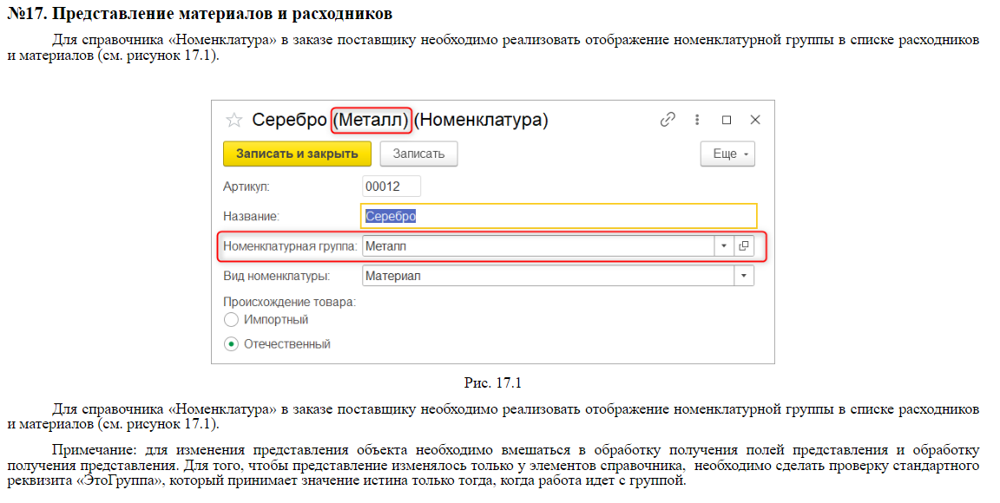 №17. Представление материалов и расходников
Для справочника «Номенклатура» в заказе поставщику необходимо реализовать отображение номенклатурной группы в списке расходников
и материалов (см. рисунок 17.1).
Серебро (Металл) (Номенклатура)
Записать и закрыть Записать Еще
Артикул: 00012
Название: Серебро
Номенклатурная группа: Металл
Вид номенклатуры: Материал
Происхождение товара:
Импортный
Отечественный
Рис. 17.1
Для справочника «Номенклатура» в заказе поставщику необходимо реализовать отображение номенклатурной группы в списке расходников
и материалов (см. рисунок 17.1).
Примечание: для изменения представления объекта необходимо вмешаться в обработку получения полей представления и обработку
получения представления. Для того, чтобы представление изменялось только у элементов справочника, необходимо сделать проверку стандартного
реквизита «ЭтоГруппа», который принимает значение истина только тогда, когда работа идет с группой.